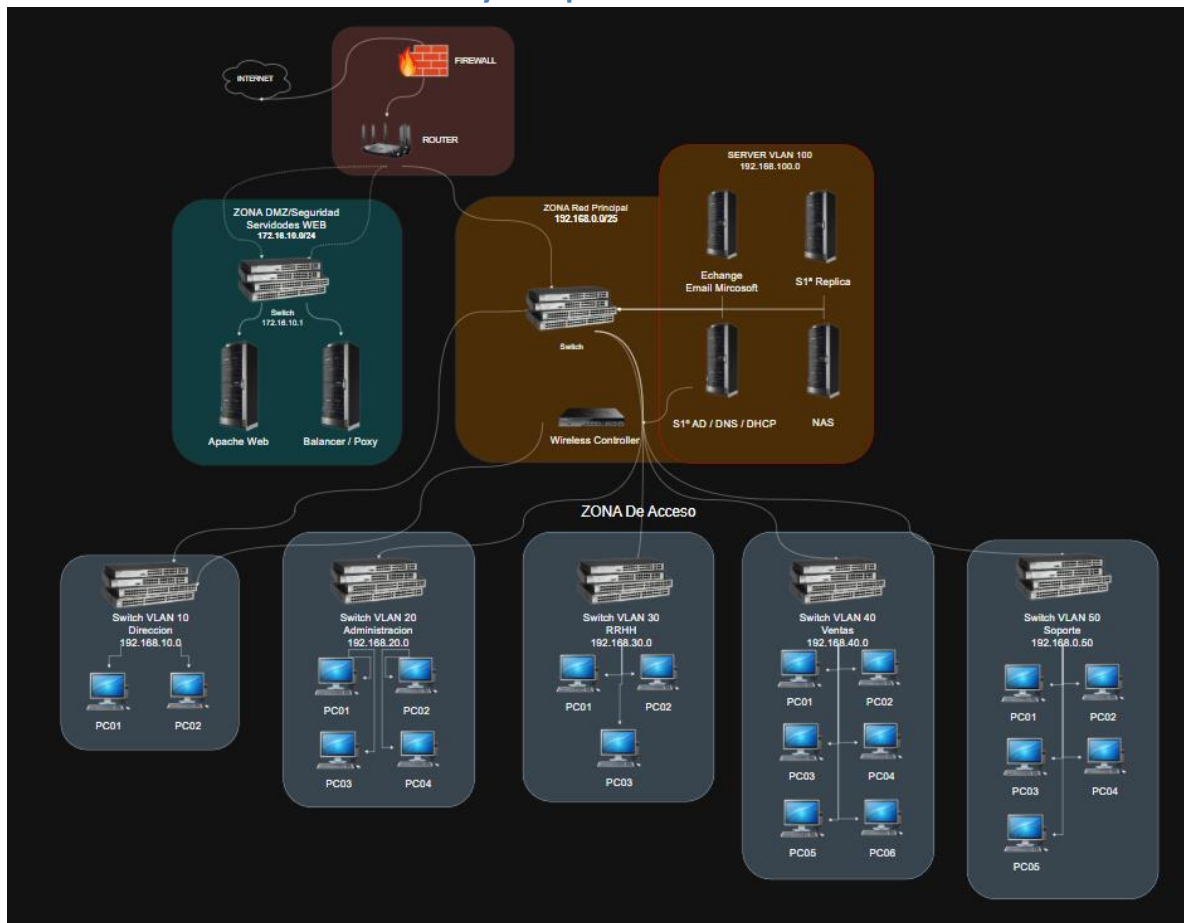 INTERNET
FIREWALL
ROUTER
ZONA DMZ/Seguridad
Servidodes WEB
172.16.10.0/24
Switch
172.16.10.1
Apache Web
Balancer / Poxy
ZONA Red Principal
192.168.0.0/25
Switch
Wireless Controller
SERVER VLAN 100
192.168.100.0
Echange
Email Mircosoft
S1ª Replica
S1ª AD / DNS / DHCP
NAS
ZONA De Acceso
Switch VLAN 10
Direccion
192.168.10.0
PC01
PC02
Switch VLAN 20
Administracion
192.168.20.0
PC01
PC02
PC03
PC04
Switch VLAN 30
RRHH
192.168.30.0
PC01
PC02
PC03
Switch VLAN 40
Ventas
192.168.40.0
PC01
PC02
PC03
PC04
PC05
PC06
Switch VLAN 50
Soporte
192.168.0.50
PC01
PC02
PC03
PC04
PC05